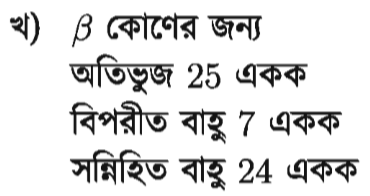 খ) β কোণের জন্য
অতিভুজ 25 একক
বিপরীত বাহু 7 একক
সন্নিহিত বাহু 24 একক